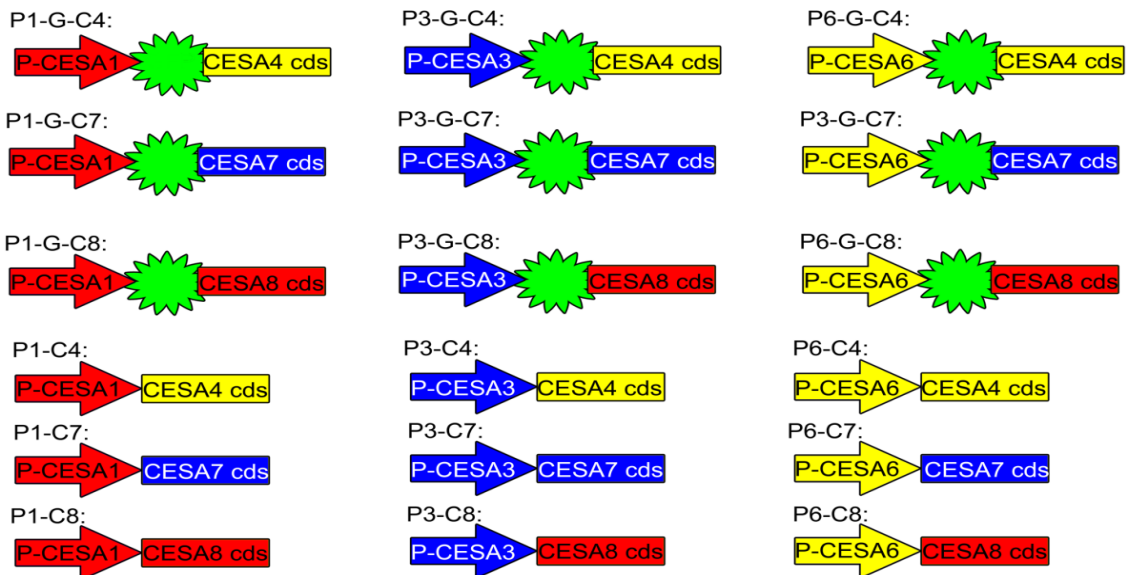 P1-G-C4: P3-G-C4: P6-G-C4:
P-CESA1 CESA4 cds P-CESA3 CESA4 cds P-CESA6 CESA4 cds
P1-G-C7: P3-G-C7: P3-G-C7:
P-CESA1 CESA7 cds P-CESA3 CESA7 cds P-CESA6 CESA7 cds
P1-G-C8: P3-G-C8: P6-G-C8:
P-CESA1 CESA8 cds P-CESA3 CESA8 cds P-CESA6 CESA8 cds
P1-C4: P3-C4: P6-C4:
P-CESA1 CESA4 cds P-CESA3 CESA4 cds P-CESA6 CESA4 cds
P1-C7: P3-C7: P6-C7:
P-CESA1 CESA7 cds P-CESA3 CESA7 cds P-CESA6 CESA7 cds
P1-C8: P3-C8: P6-C8:
P-CESA1 CESA8 cds P-CESA3 CESA8 cds P-CESA6 CESA8 cds